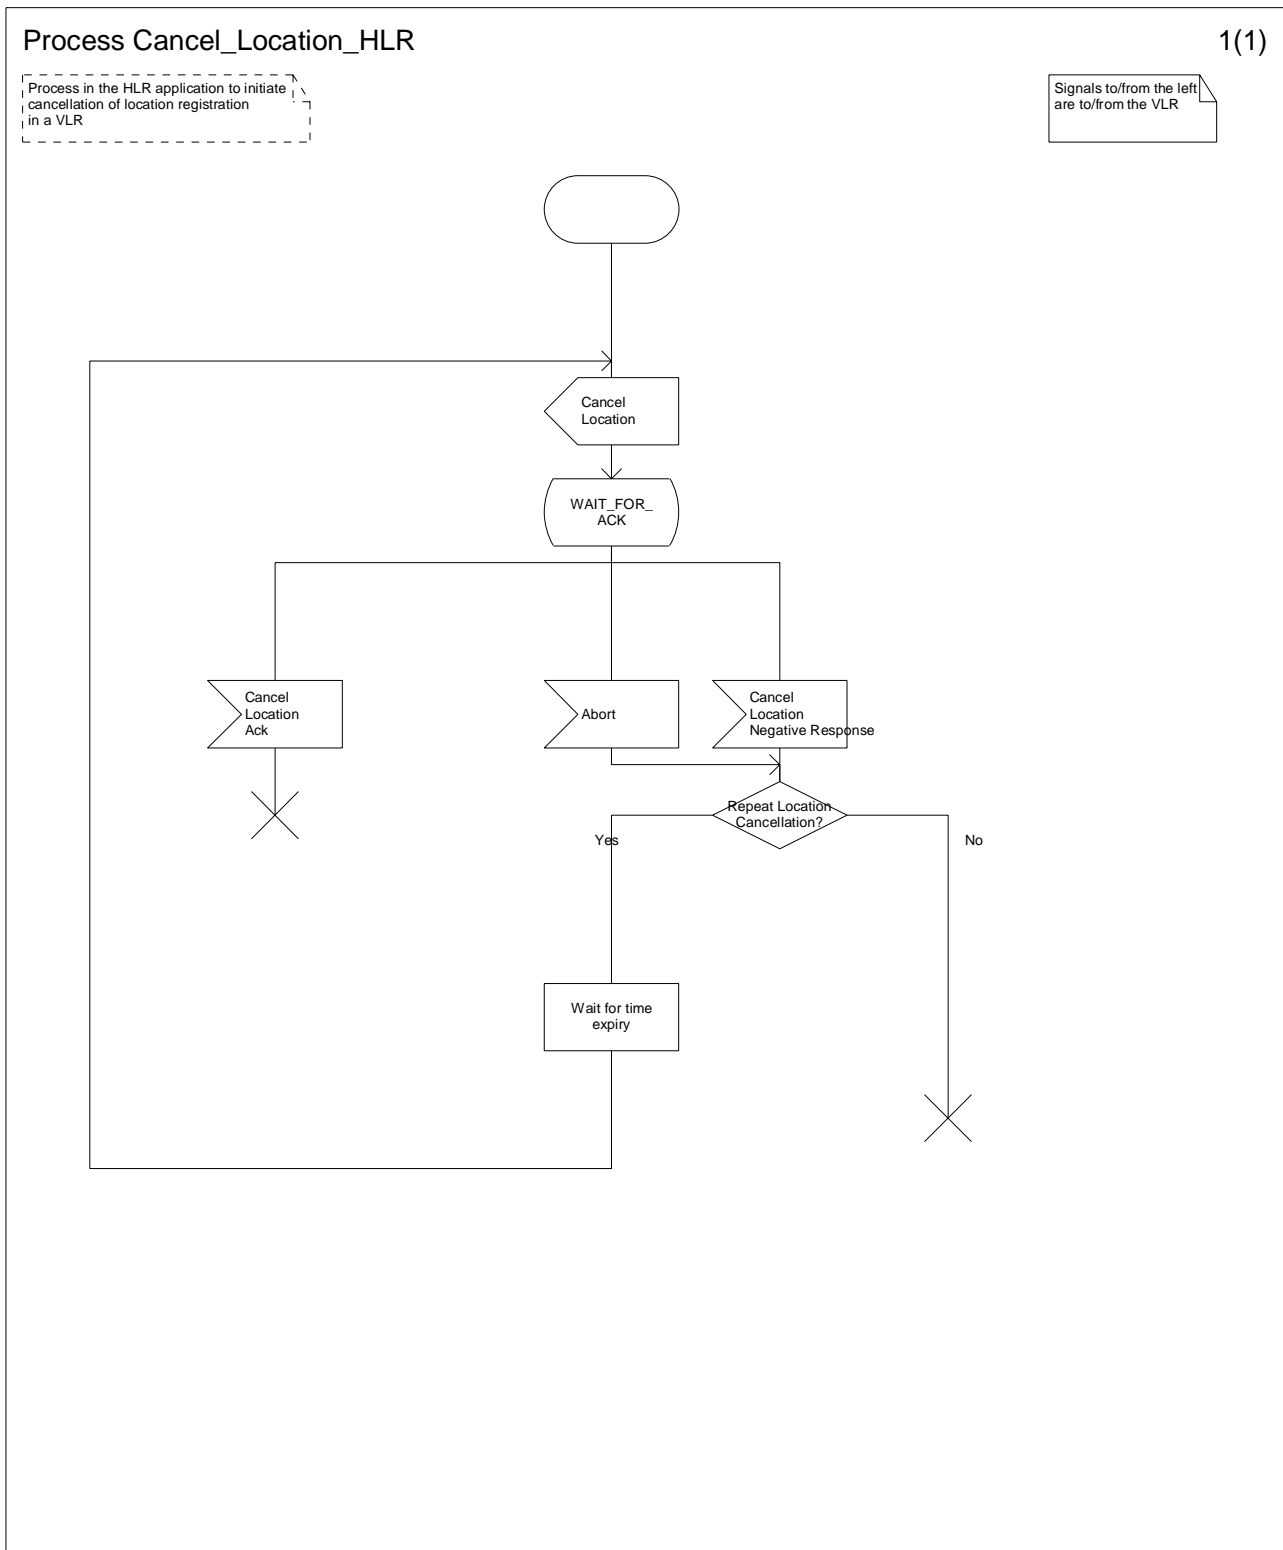 Process Cancel_Location_HLR
1(1)
Process in the HLR application to initiate
cancellation of location registration
in a VLR
Signals to/from the left
are to/from the VLR
Cancel
Location
WAIT_FOR_
ACK
Cancel
Location
Ack
Abort
Cancel
Location
Negative Response
Repeat Location
Cancellation?
Yes
No
Wait for time
expiry